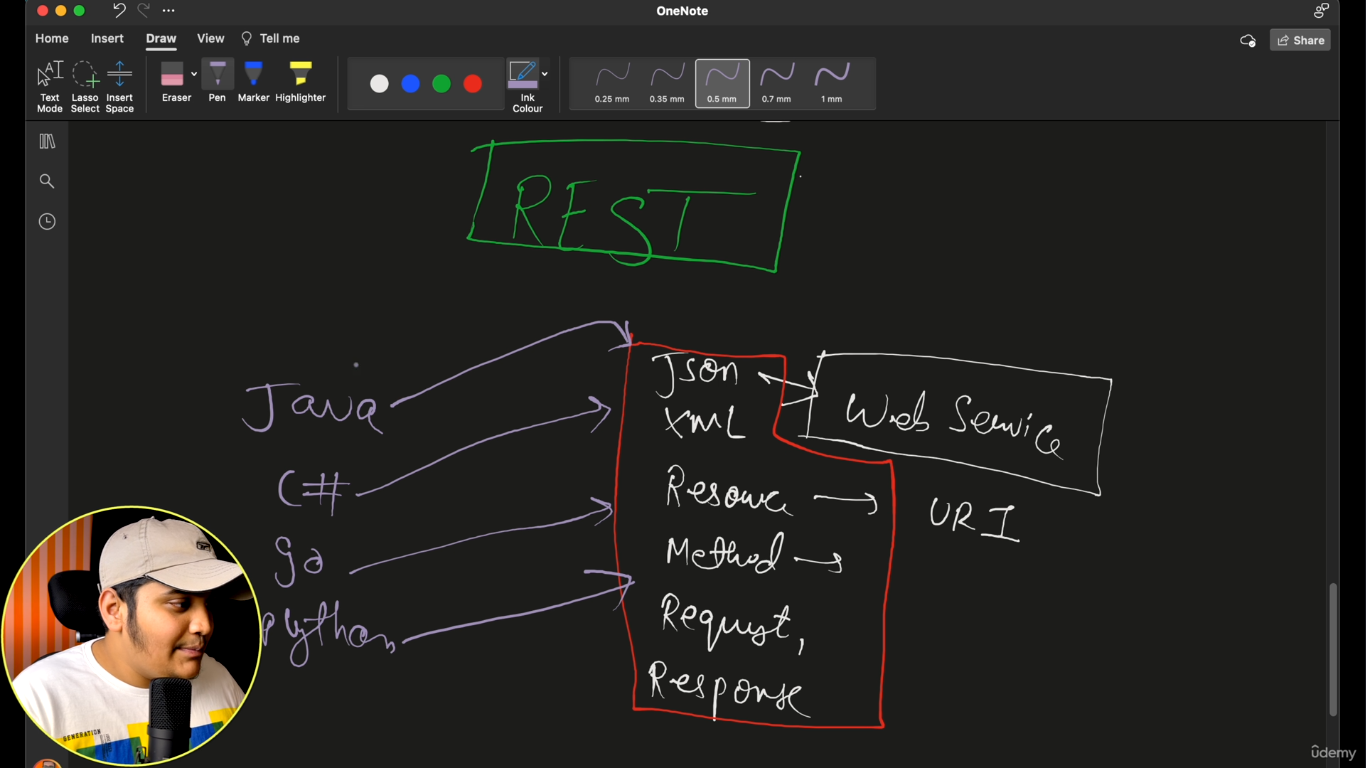 OneNote
Home Insert Draw View Tell me
Share
Text Mode
Lasso Select
Insert Space
Eraser
Pen
Marker
Highlighter
Ink Colour
0.25 mm
0.35 mm
0.5 mm
0.7 mm
1 mm
REST
Java
C#
go
Python
Json
XML
Resource
Method
Request,
Response
Web Service
URI
GENERATION
ûdemy